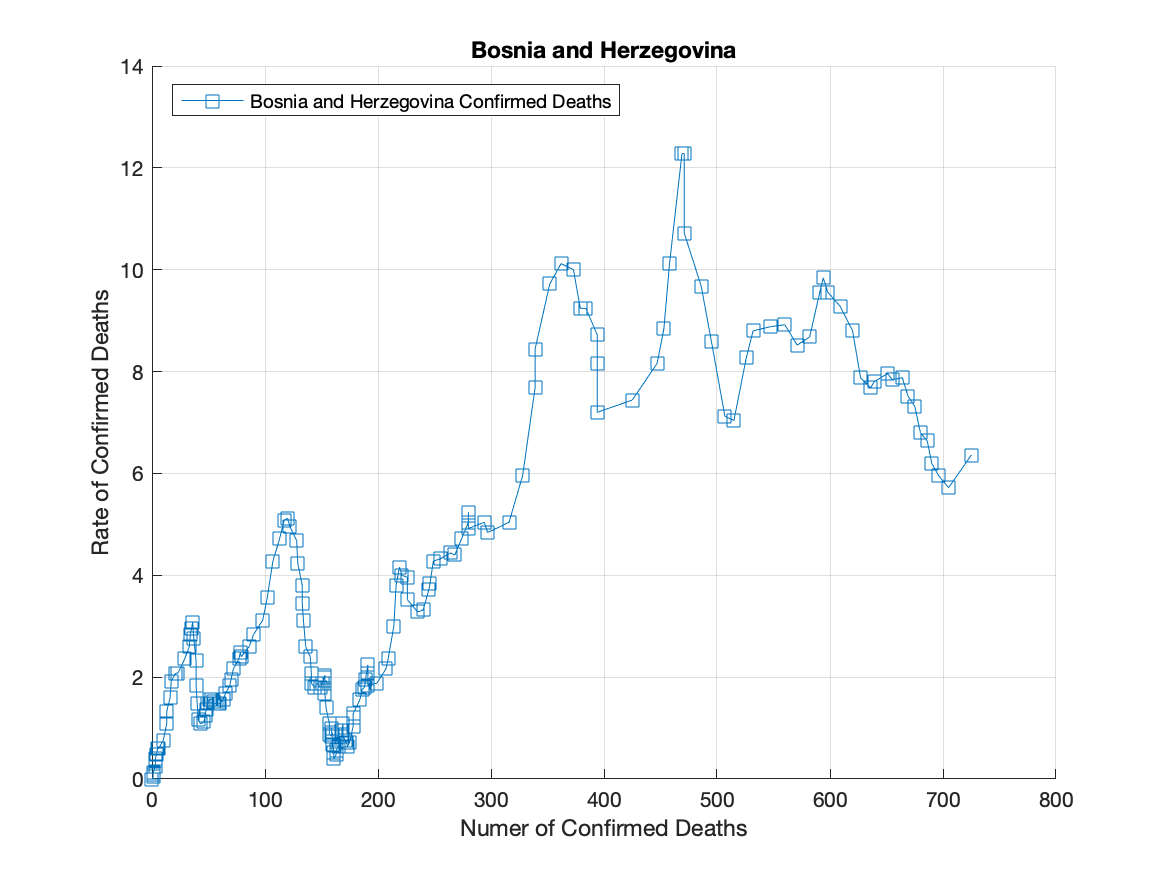 Bosnia and Herzegovina
14
Bosnia and Herzegovina Confirmed Deaths
12
10
8
6
4
2
0
Rate of Confirmed Deaths
0 100 200 300 400 500 600 700 800
Numer of Confirmed Deaths